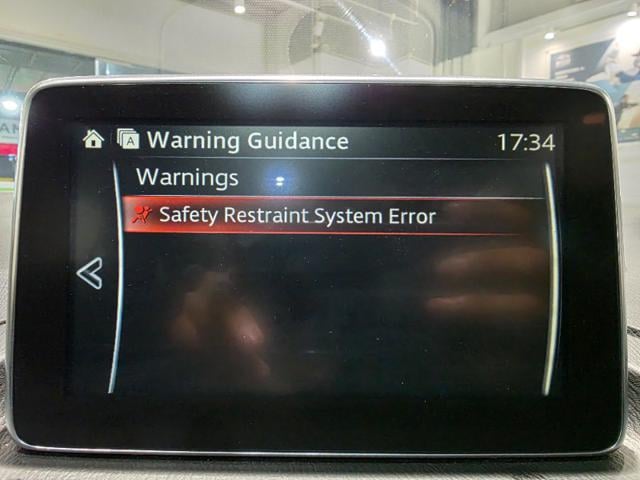 Warning Guidance 17:34
Warnings
Safety Restraint System Error